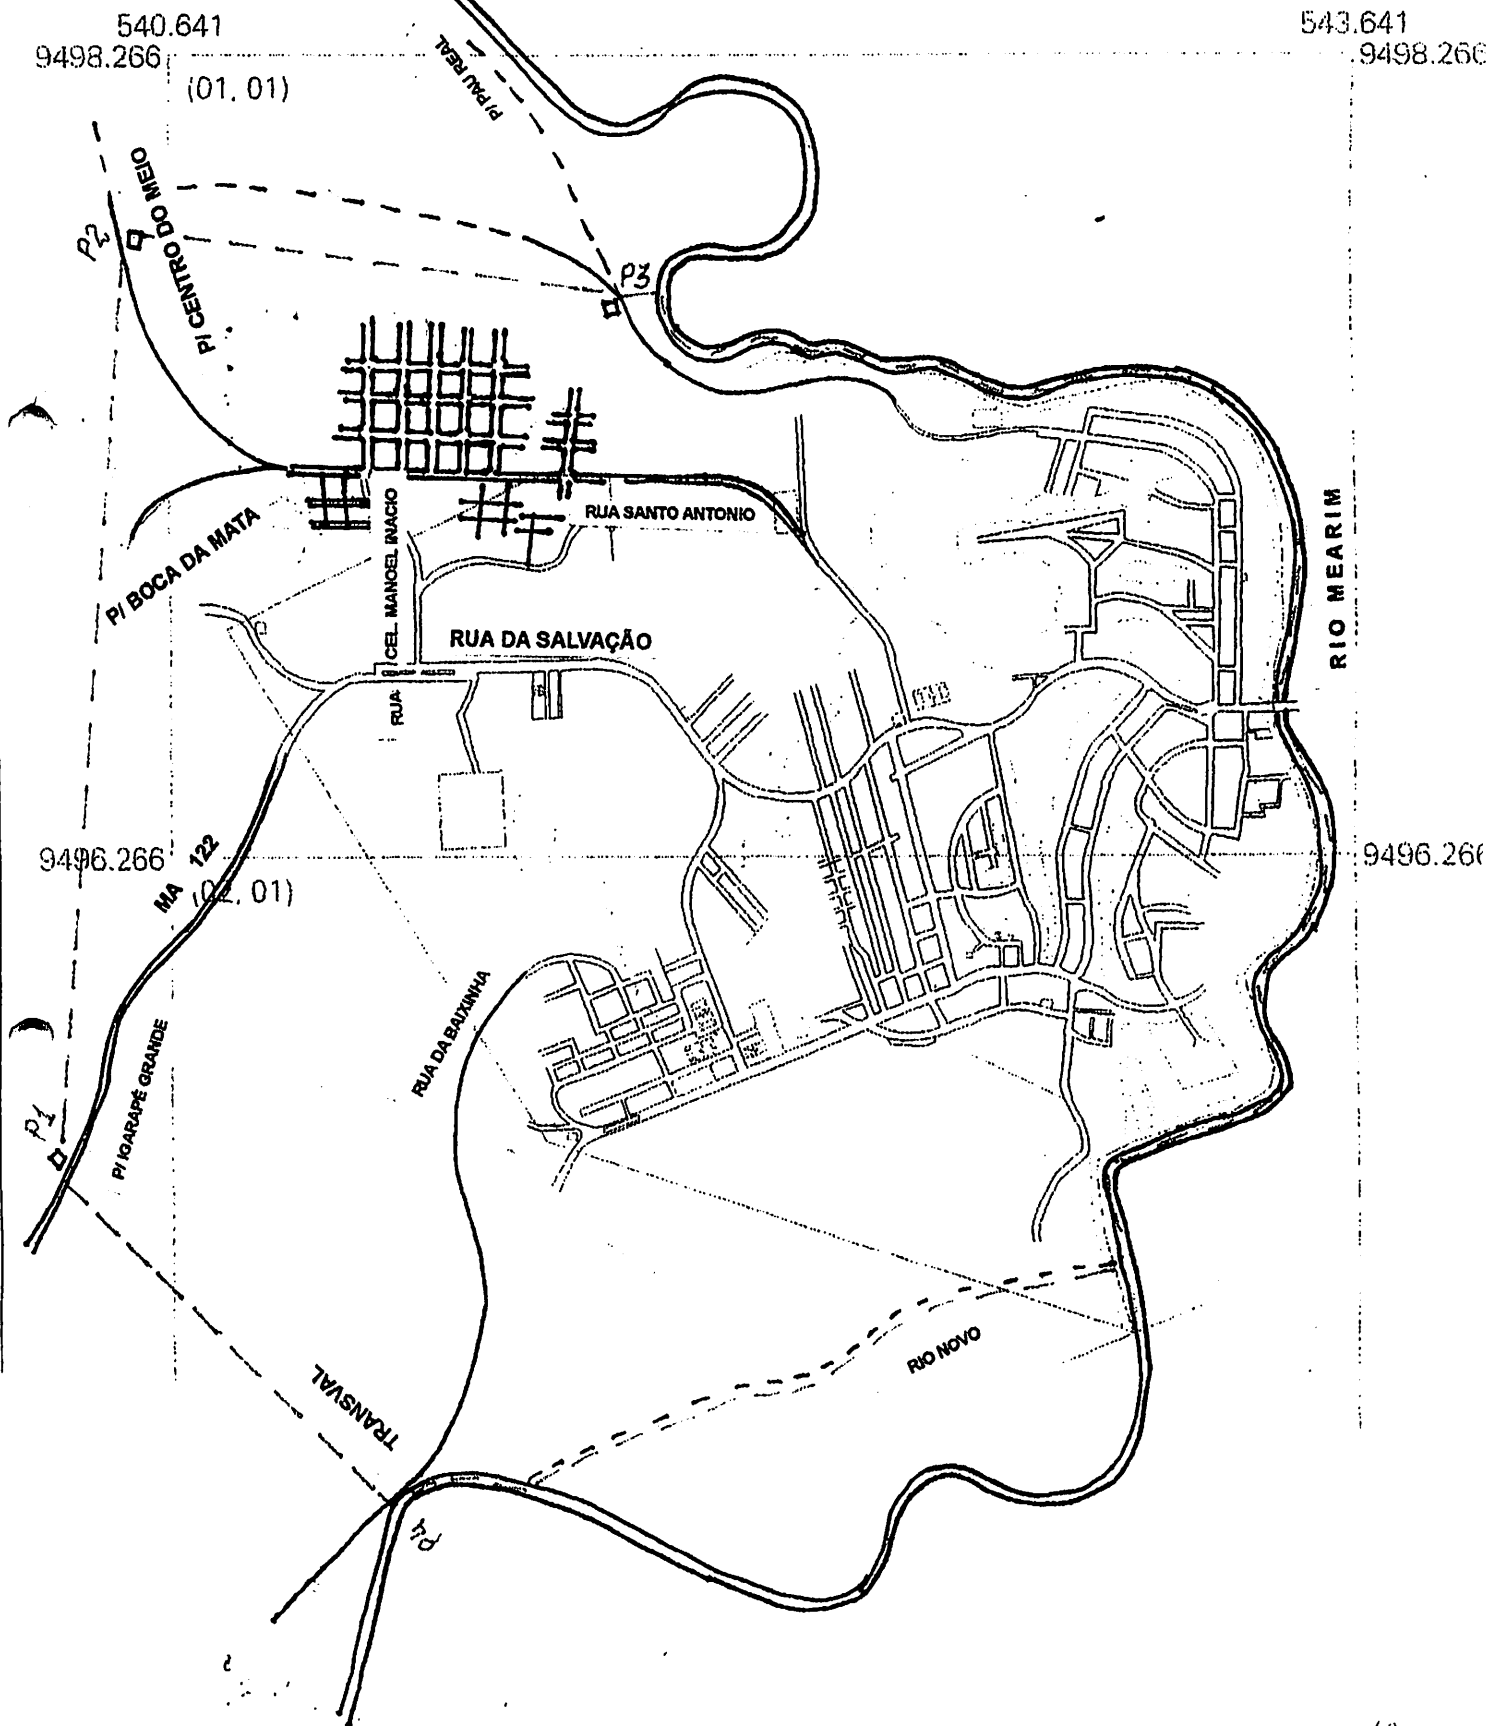 540.641
543.641
9498.266
9498.266
(01, 01)
P/ PAU REAL
P/ CENTRO DO MEIO
P2
P3
RUA SANTO ANTONIO
P/ BOCA DA MATA
RUA CEL. MANOEL INACIO
RUA DA SALVAÇÃO
RIO MEARIM
9496.266
9496.266
MA 122
(02, 01)
RUA DA BAIXINHA
P/ IGARAPÉ GRANDE
P1
TRANSVAL
RIO NOVO
P4